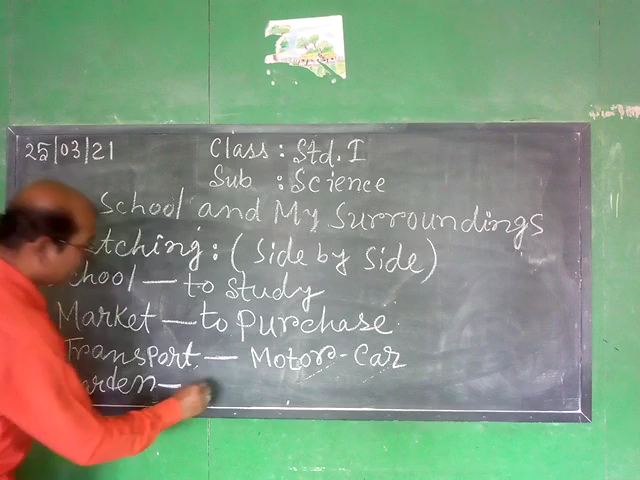 25/03/21
Class : Std. I
Sub : Science
School and My Surroundings
tching : (Side by Side)
chool — to study
Market — to purchase.
Transport — Motor-Car
arden —